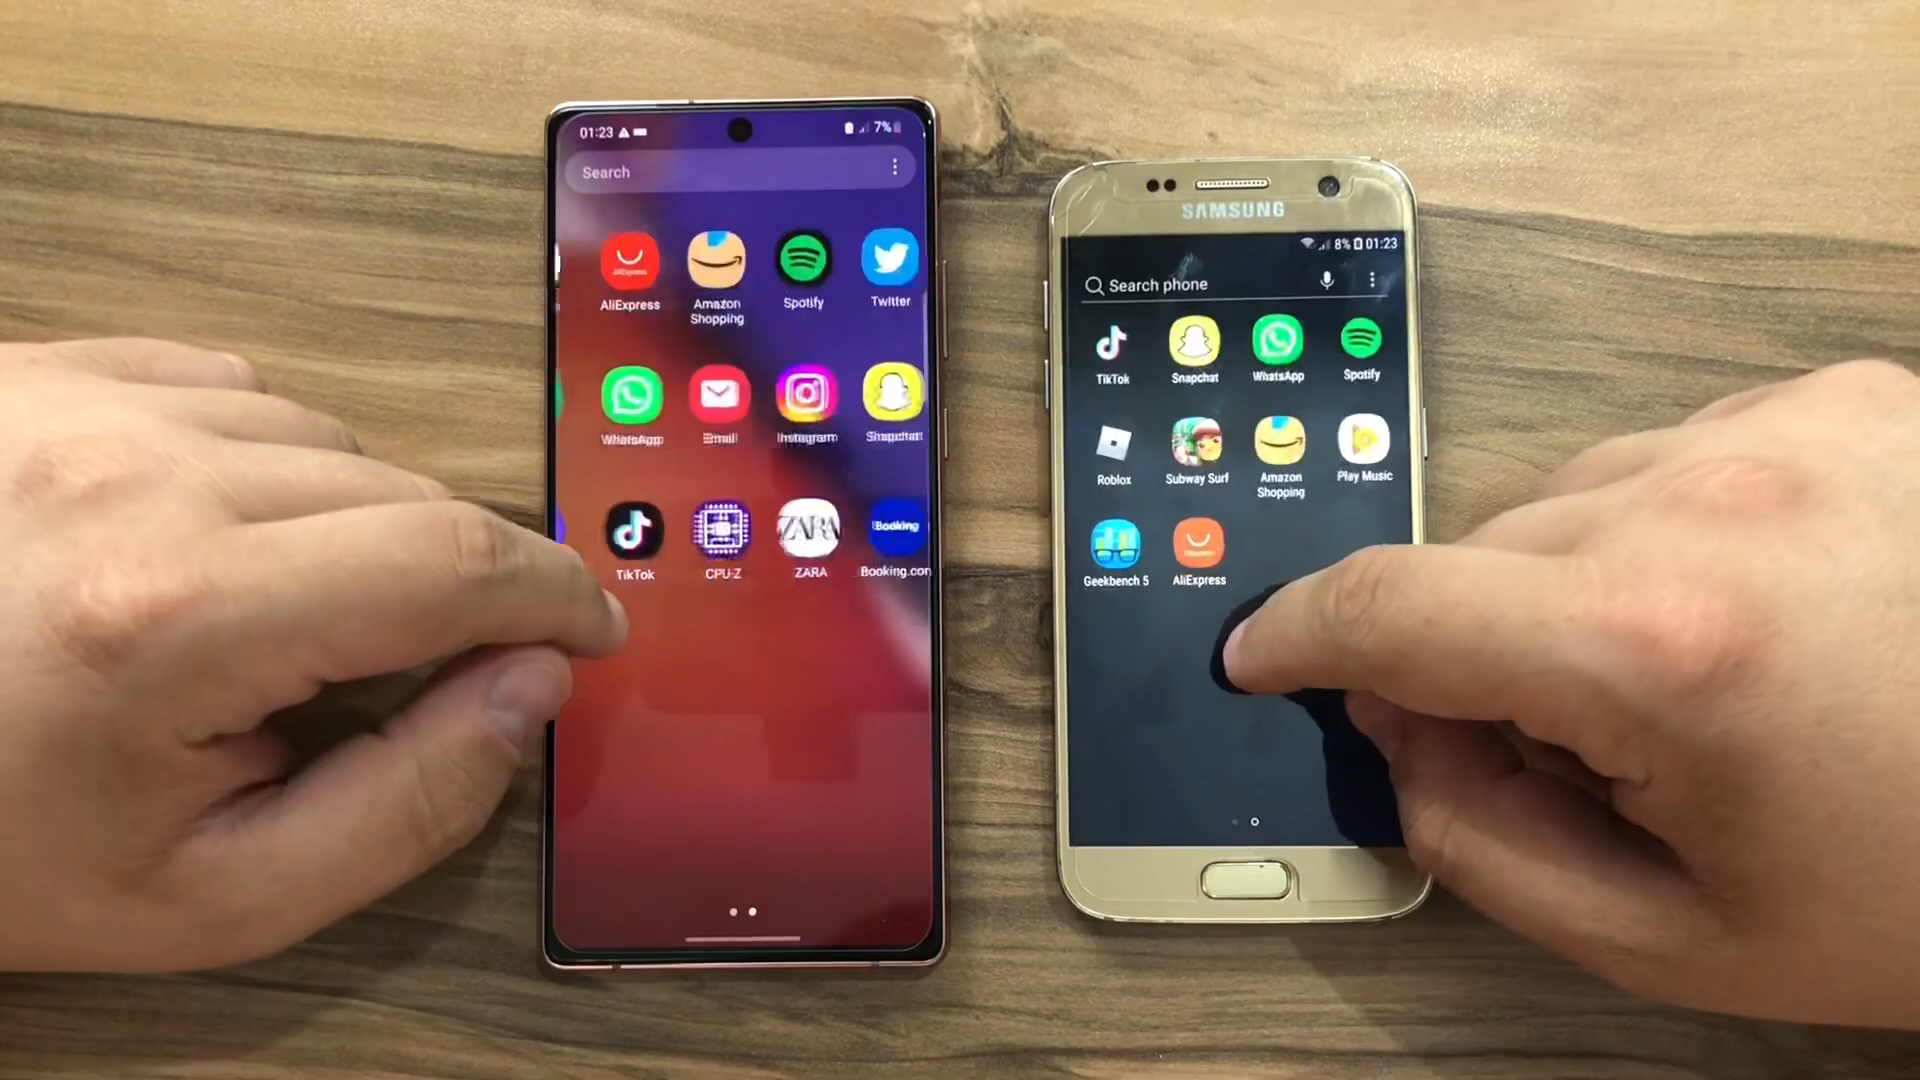 01:23
7%
Search
AliExpress
Amazon
Shopping
Spotify
Twitter
WhatsApp
Email
Instagram
Snapchat
TikTok
CPU-Z
ZARA
ZARA
Booking
Booking.con
SAMSUNG
8% 01:23
Search phone
TikTok
Snapchat
WhatsApp
Spotify
Roblox
Subway Surf
Amazon
Shopping
Play Music
Geekbench 5
AliExpress